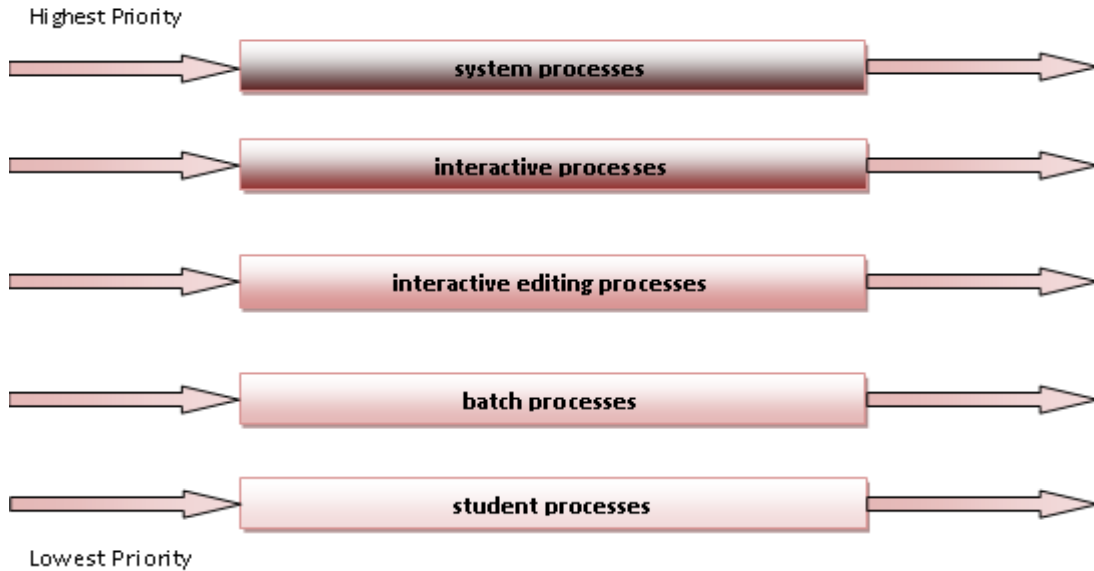 Highest Priority
system processes
interactive processes
interactive editing processes
batch processes
student processes
Lowest Priority